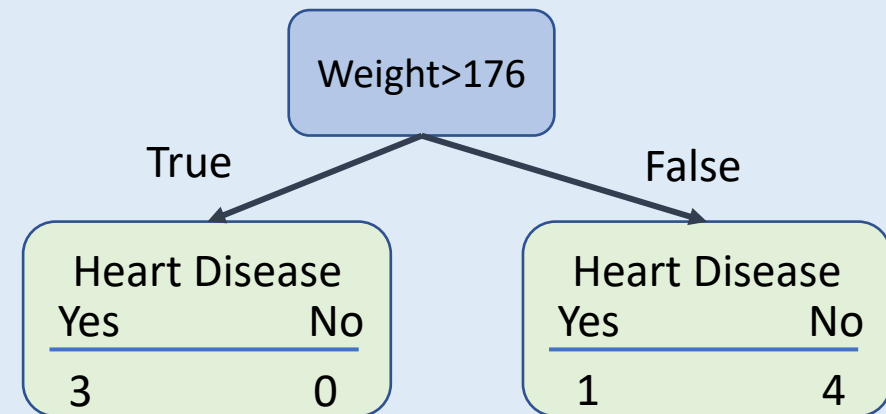 Weight>176
True
False
Heart Disease
Yes No
3 0
Heart Disease
Yes No
1 4